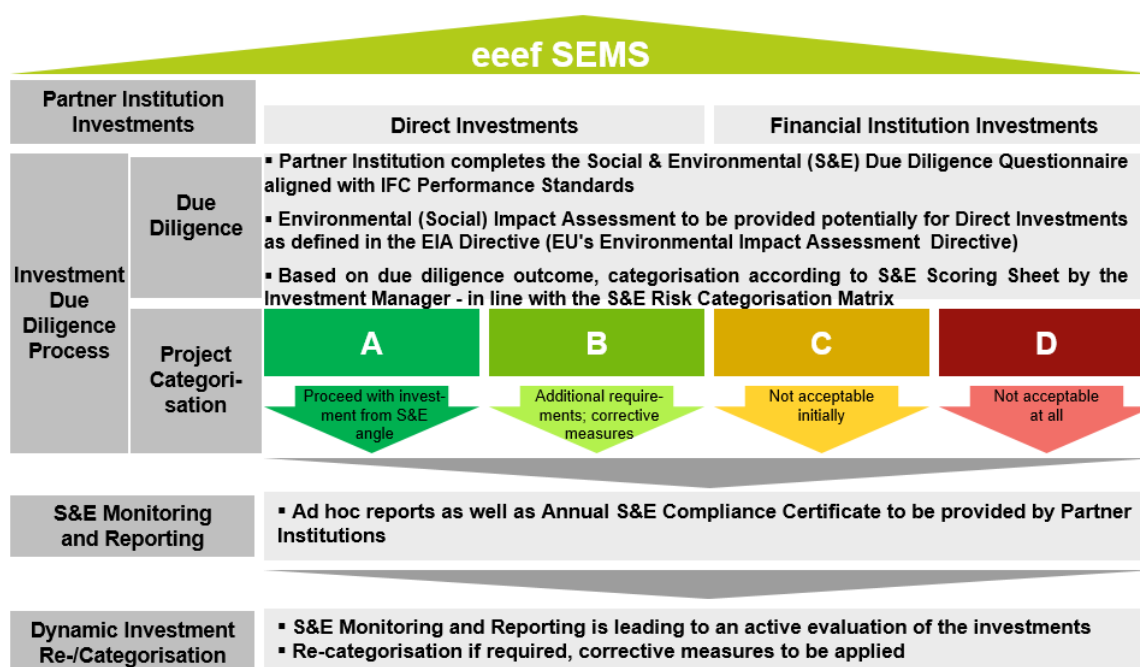 eeef SEMS
Partner Institution
Investments
Direct Investments
Financial Institution Investments
Investment
Due
Diligence
Process
Due
Diligence
▪ Partner Institution completes the Social & Environmental (S&E) Due Diligence Questionnaire
aligned with IFC Performance Standards
▪ Environmental (Social) Impact Assessment to be provided potentially for Direct Investments
as defined in the EIA Directive (EU's Environmental Impact Assessment Directive)
▪ Based on due diligence outcome, categorisation according to S&E Scoring Sheet by the
Investment Manager - in line with the S&E Risk Categorisation Matrix
Project
Categori-
sation
A
B
C
D
Proceed with invest-
ment from S&E
angle
Additional require-
ments; corrective
measures
Not acceptable
initially
Not acceptable
at all
S&E Monitoring
and Reporting
▪ Ad hoc reports as well as Annual S&E Compliance Certificate to be provided by Partner
Institutions
Dynamic Investment
Re-/Categorisation
▪ S&E Monitoring and Reporting is leading to an active evaluation of the investments
▪ Re-categorisation if required, corrective measures to be applied